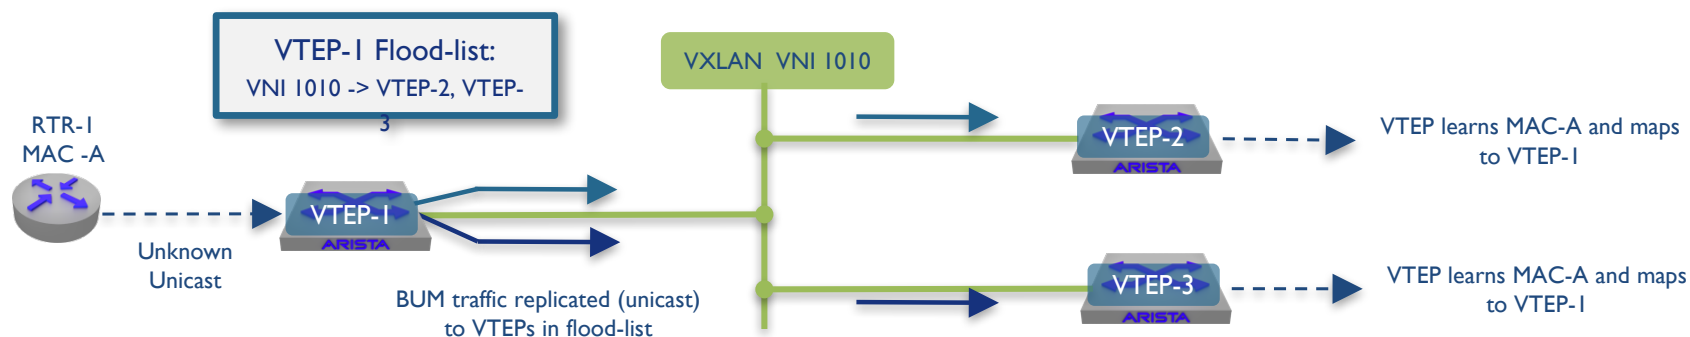 VTEP-1 Flood-list:
VNI 1010 -> VTEP-2, VTEP-
3
VXLAN VNI 1010
RTR-1
MAC -A
VTEP-2
ARISTA
VTEP learns MAC-A and maps
to VTEP-1
VTEP-1
ARISTA
Unknown
Unicast
BUM traffic replicated (unicast)
to VTEPs in flood-list
VTEP-3
ARISTA
VTEP learns MAC-A and maps
to VTEP-1